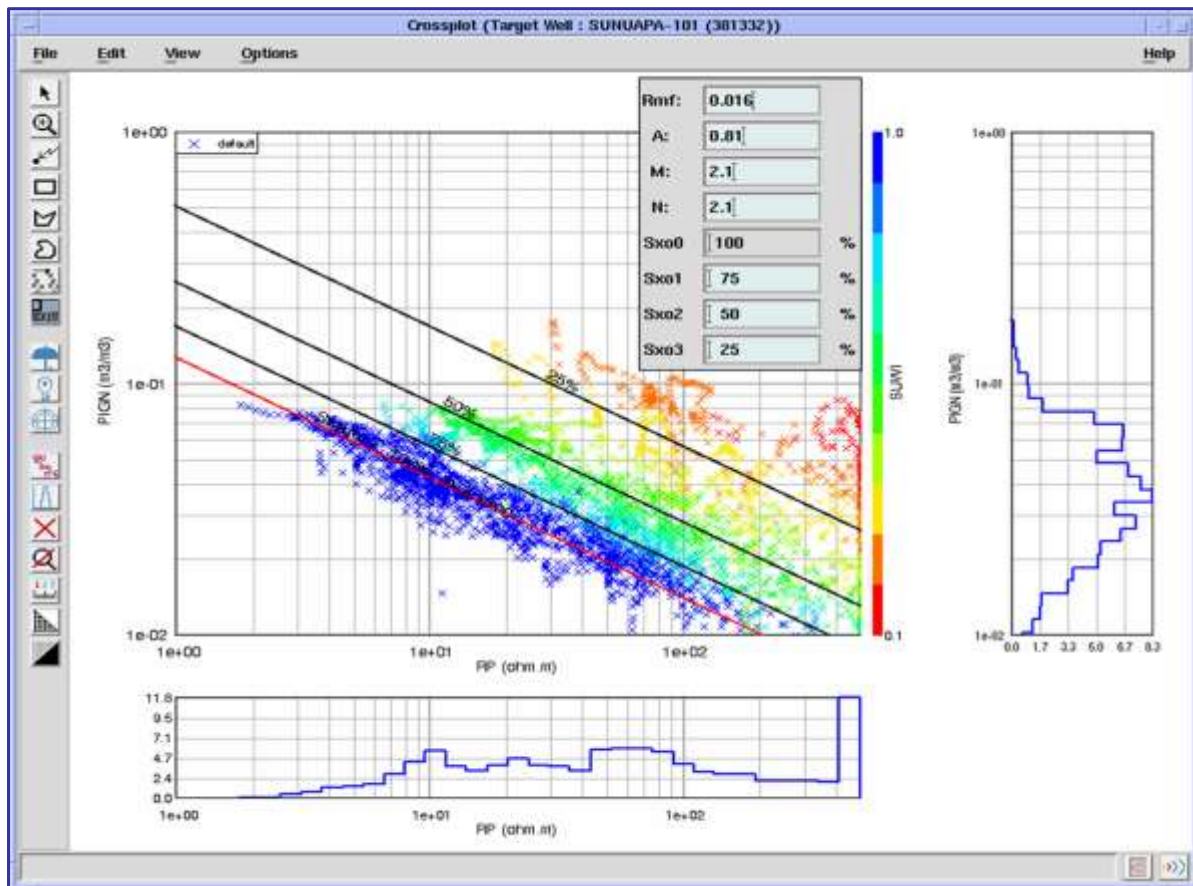 Crossplot (Target Well : SUNUAPA-101 (381332))
File Edit View Options Help
Rmf: 0.016
A: 0.81
M: 2.1
N: 2.1
Sxo0 100 %
Sxo1 75 %
Sxo2 50 %
Sxo3 25 %
1e+00
default
1e-01
1e-02
PIGN (m3/m3)
25%
50%
1.0
0.1
1e+00 1e+01 1e+02
RP (ohm.m)
1e+00
1e-01
1e-02
PIGN (m3/m3)
0.0 1.7 3.3 5.0 6.7 8.3
11.8
9.5
7.1
4.7
2.4
0.0
1e+00 1e+01 1e+02
RP (ohm.m)